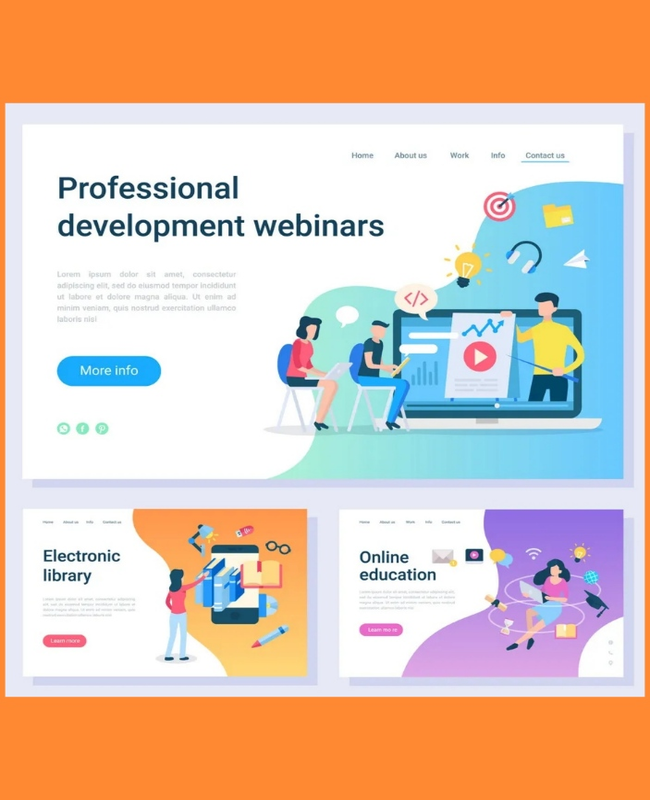 Home About us Work Info Contact us
Professional
development webinars
Lorem ipsum dolor sit amet, consectetur
adipiscing elit, sed do eiusmod tempor incididunt
ut labore et dolore magna aliqua. Ut enim ad
minim veniam, quis nostrud exercitation ullamco
laboris nisi
More info
</>
Home About us Info Contact us
Electronic
library
Learn more
Home About us Work Info Contact us
Online
education
Learn more